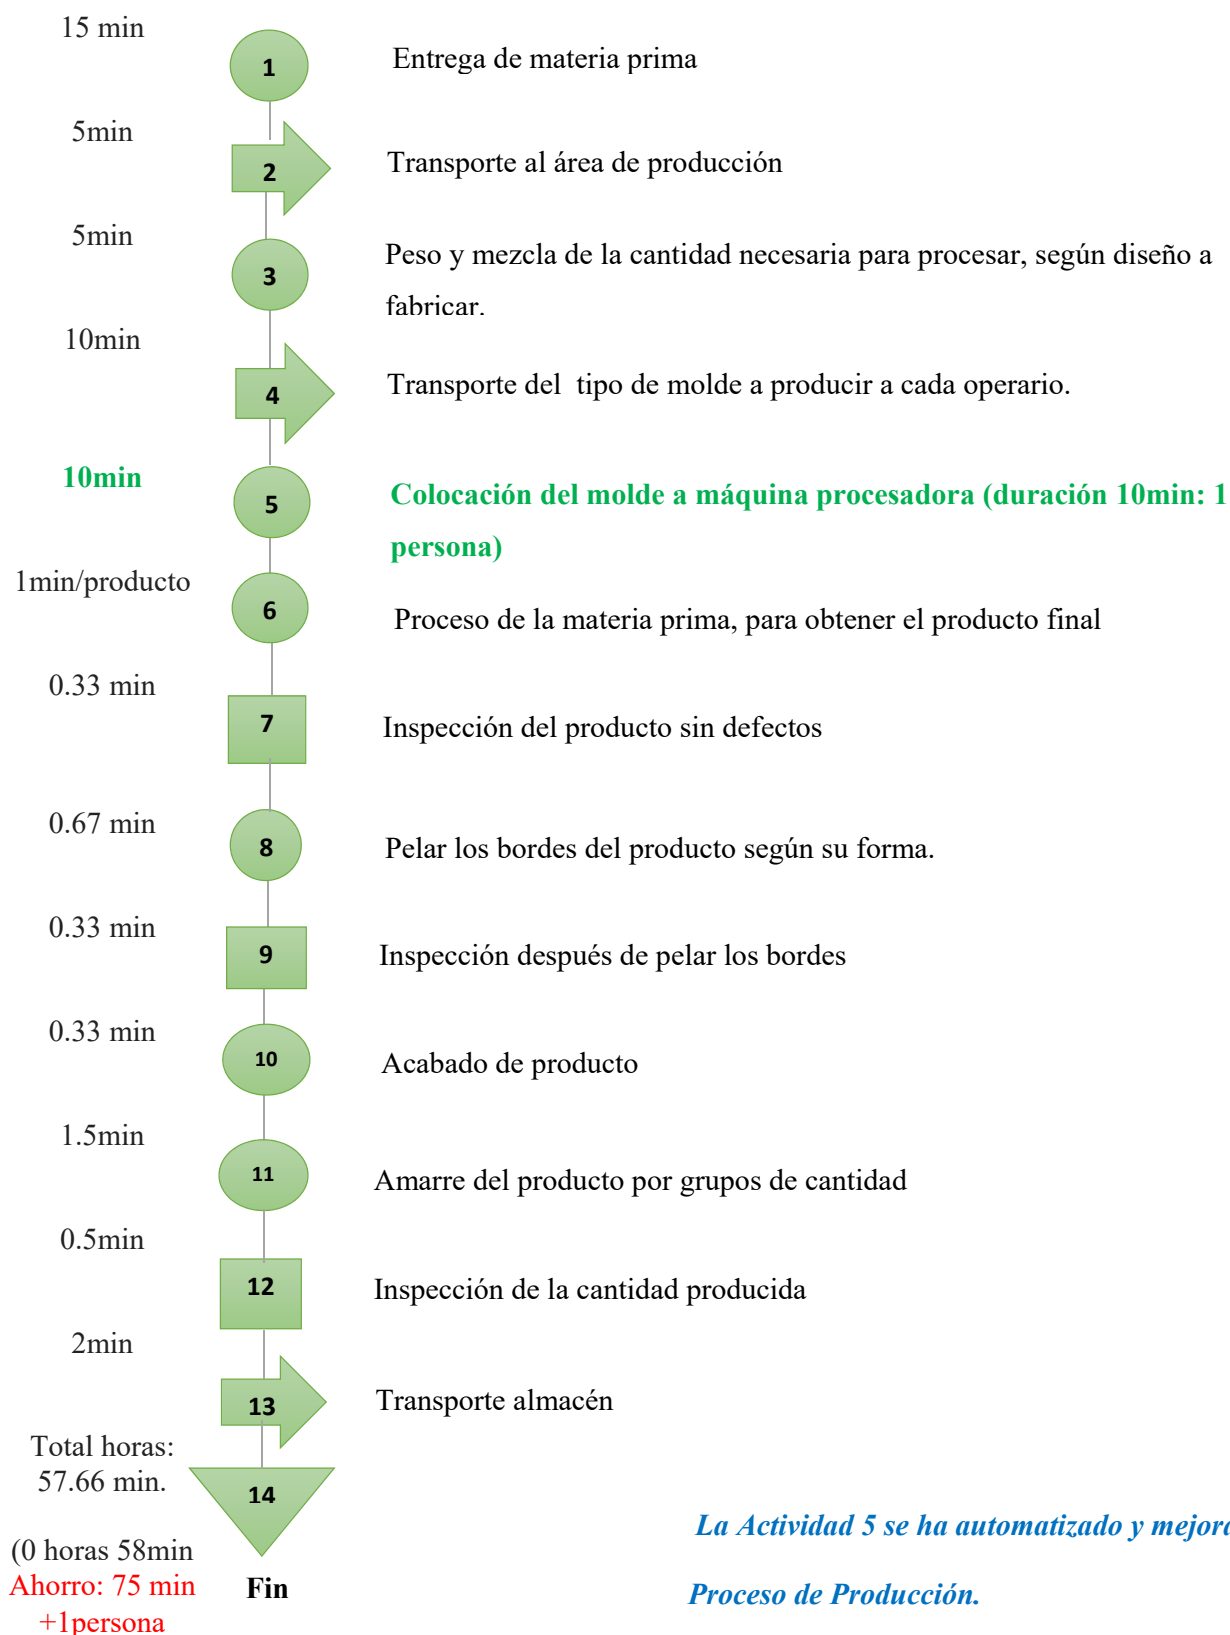 15 min
1
Entrega de materia prima
5min
2
Transporte al área de producción
5min
3
Peso y mezcla de la cantidad necesaria para procesar, según diseño a
fabricar.
10min
4
Transporte del tipo de molde a producir a cada operario.
10min
5
Colocación del molde a máquina procesadora (duración 10min: 1
persona)
1min/producto
6
Proceso de la materia prima, para obtener el producto final
0.33 min
7
Inspección del producto sin defectos
0.67 min
8
Pelar los bordes del producto según su forma.
0.33 min
9
Inspección después de pelar los bordes
0.33 min
10
Acabado de producto
1.5min
11
Amarre del producto por grupos de cantidad
0.5min
12
Inspección de la cantidad producida
2min
13
Transporte almacén
Total horas:
57.66 min.
14
(0 horas 58min
Ahorro: 75 min
+1persona
Fin
La Actividad 5 se ha automatizado y
Proceso de Producción.